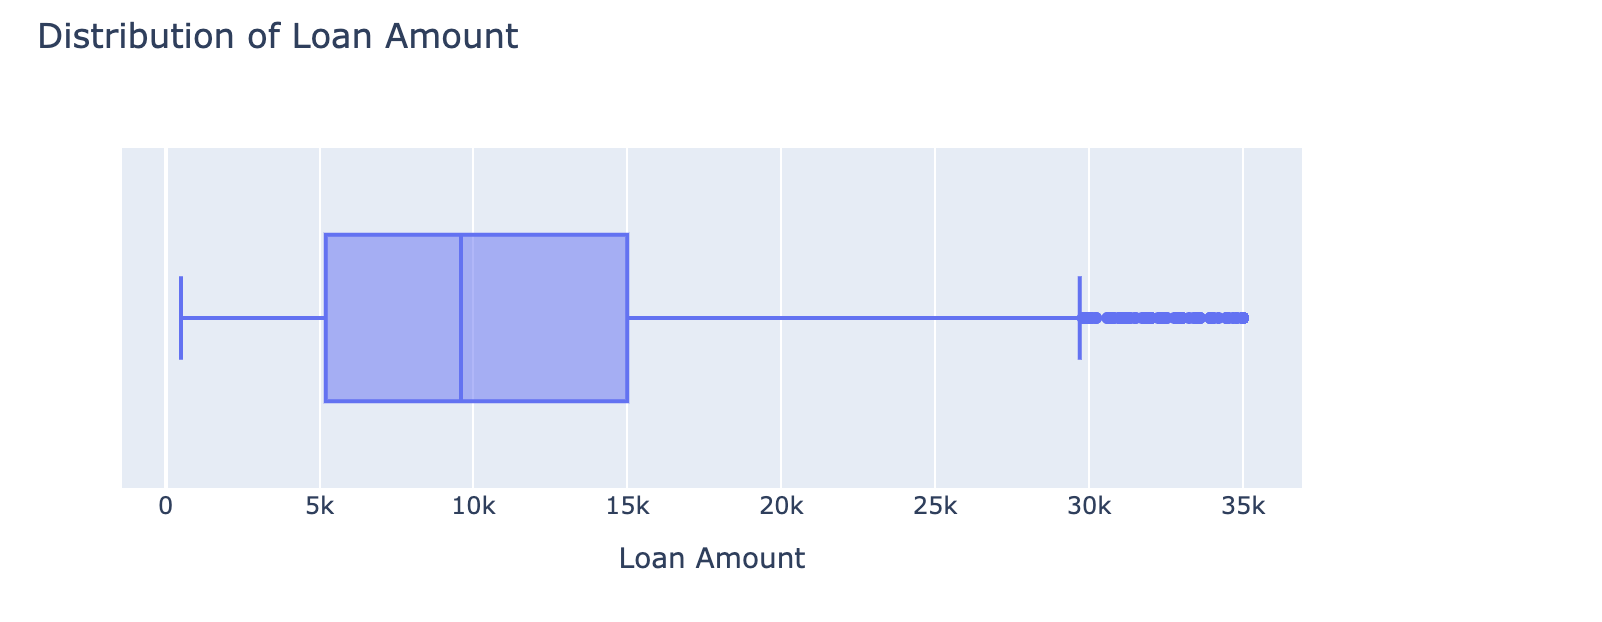 Distribution of Loan Amount
0 5k 10k 15k 20k 25k 30k 35k
Loan Amount